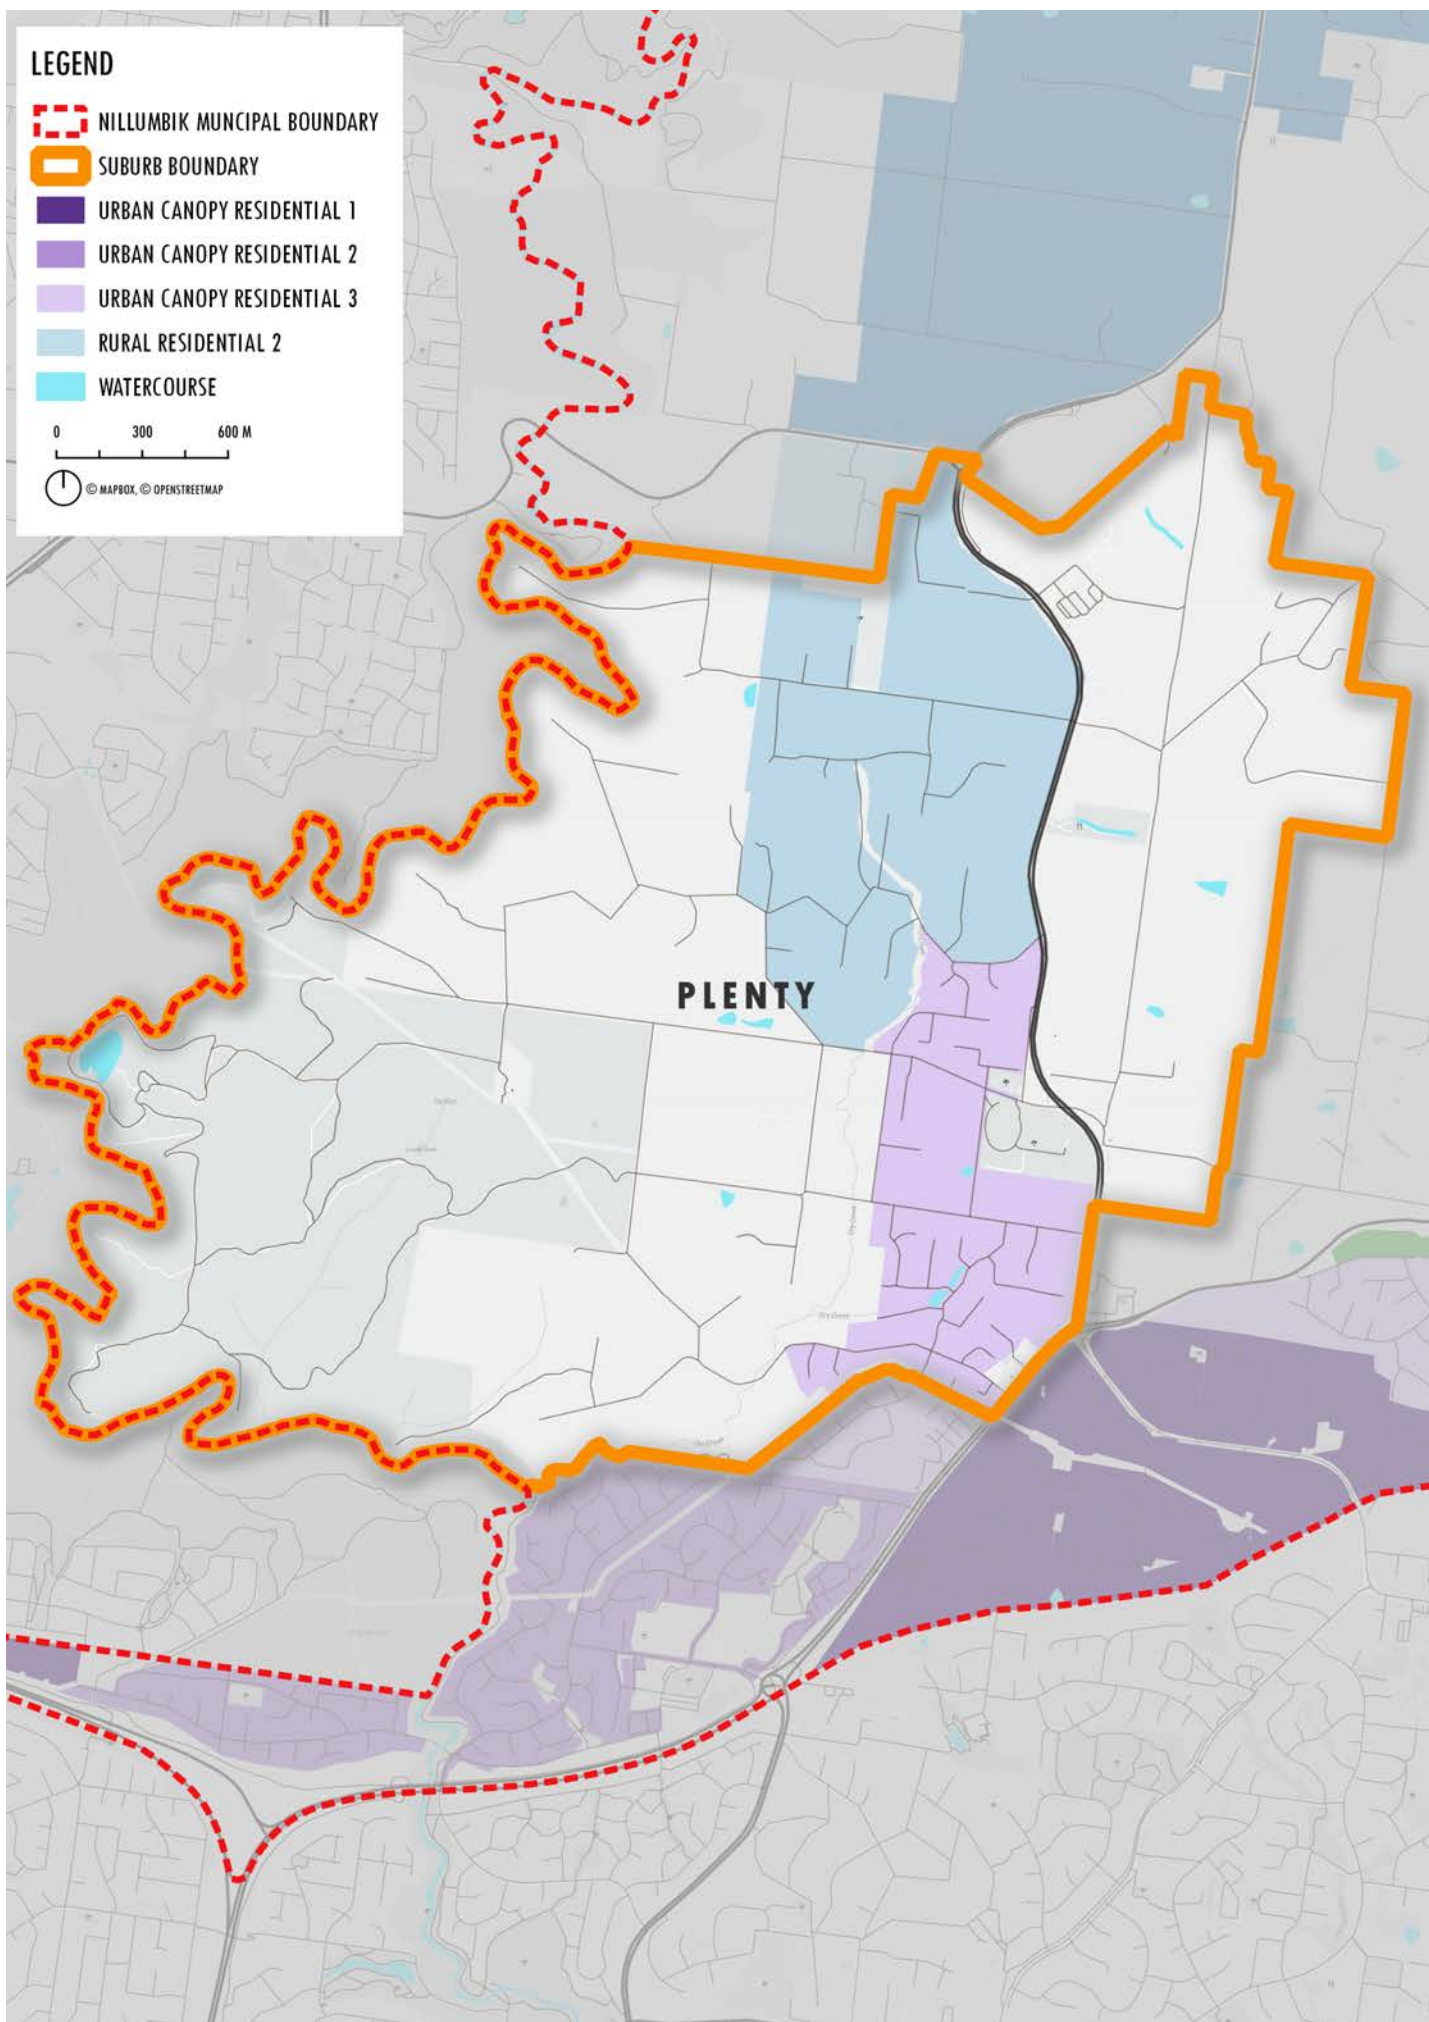 LEGEND
NILLUMBIK MUNCIPAL BOUNDARY
SUBURB BOUNDARY
URBAN CANOPY RESIDENTIAL 1
URBAN CANOPY RESIDENTIAL 2
URBAN CANOPY RESIDENTIAL 3
RURAL RESIDENTIAL 2
WATERCOURSE
0 300 600 M
© MAPBOX, © OPENSTREETMAP
PLENTY